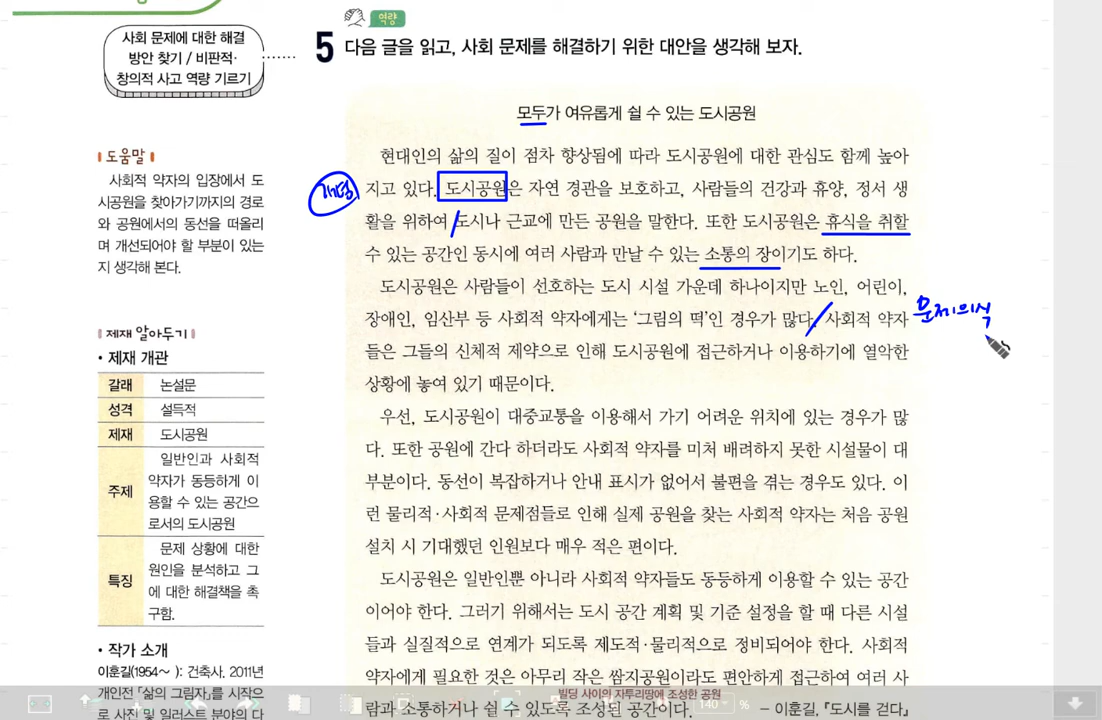 역량
사회 문제에 대한 해결
방안 찾기 / 비판적·
창의적 사고 역량 기르기
5 다음 글을 읽고, 사회 문제를 해결하기 위한 대안을 생각해 보자.
모두가 여유롭게 쉴 수 있는 도시공원
현대인의 삶의 질이 점차 향상됨에 따라 도시공원에 대한 관심도 함께 높아
지고 있다. 도시공원은 자연 경관을 보호하고, 사람들의 건강과 휴양, 정서 생
활을 위하여 도시나 근교에 만든 공원을 말한다. 또한 도시공원은 휴식을 취할
수 있는 공간인 동시에 여러 사람과 만날 수 있는 소통의 장이기도 하다.
도시공원은 사람들이 선호하는 도시 시설 가운데 하나이지만 노인, 어린이,
장애인, 임산부 등 사회적 약자에게는 '그림의 떡'인 경우가 많다. 사회적 약자
들은 그들의 신체적 제약으로 인해 도시공원에 접근하거나 이용하기에 열악한
상황에 놓여 있기 때문이다.
우선, 도시공원이 대중교통을 이용해서 가기 어려운 위치에 있는 경우가 많
다. 또한 공원에 간다 하더라도 사회적 약자를 미처 배려하지 못한 시설물이 대
부분이다. 동선이 복잡하거나 안내 표시가 없어서 불편을 겪는 경우도 있다. 이
런 물리적·사회적 문제점들로 인해 실제 공원을 찾는 사회적 약자는 처음 공원
설치 시 기대했던 인원보다 매우 적은 편이다.
도시공원은 일반인뿐 아니라 사회적 약자들도 동등하게 이용할 수 있는 공간
이어야 한다. 그러기 위해서는 도시 공간 계획 및 기준 설정을 할 때 다른 시설
들과 실질적으로 연계가 되도록 제도적·물리적으로 정비되어야 한다. 사회적
약자에게 필요한 것은 아무리 작은 쌈지공원이라도 편안하게 접근하여 여러 사
빌딩 사이의 자투리땅에 조성한 공원
람과 소통하거나 쉴 수 있도록 조성된 공간이다.
– 이훈길, 『도시를 걷다』
개념
문제의식
도움말
사회적 약자의 입장에서 도
시공원을 찾아가기까지의 경로
와 공원에서의 동선을 떠올리
며 개선되어야 할 부분이 있는
지 생각해 본다.
제재 알아두기
• 제재 개관
갈래 논설문
성격 설득적
제재 도시공원
주제 일반인과 사회적
약자가 동등하게 이
용할 수 있는 공간으
로서의 도시공원
특징 문제 상황에 대한
원인을 분석하고 그
에 대한 해결책을 촉
구함.
• 작가 소개
이훈길(1954~ ): 건축사. 2011년
개인전 「삶의 그림자」를 시작으
로 사진 및 일러스트 분야의 다
140 %